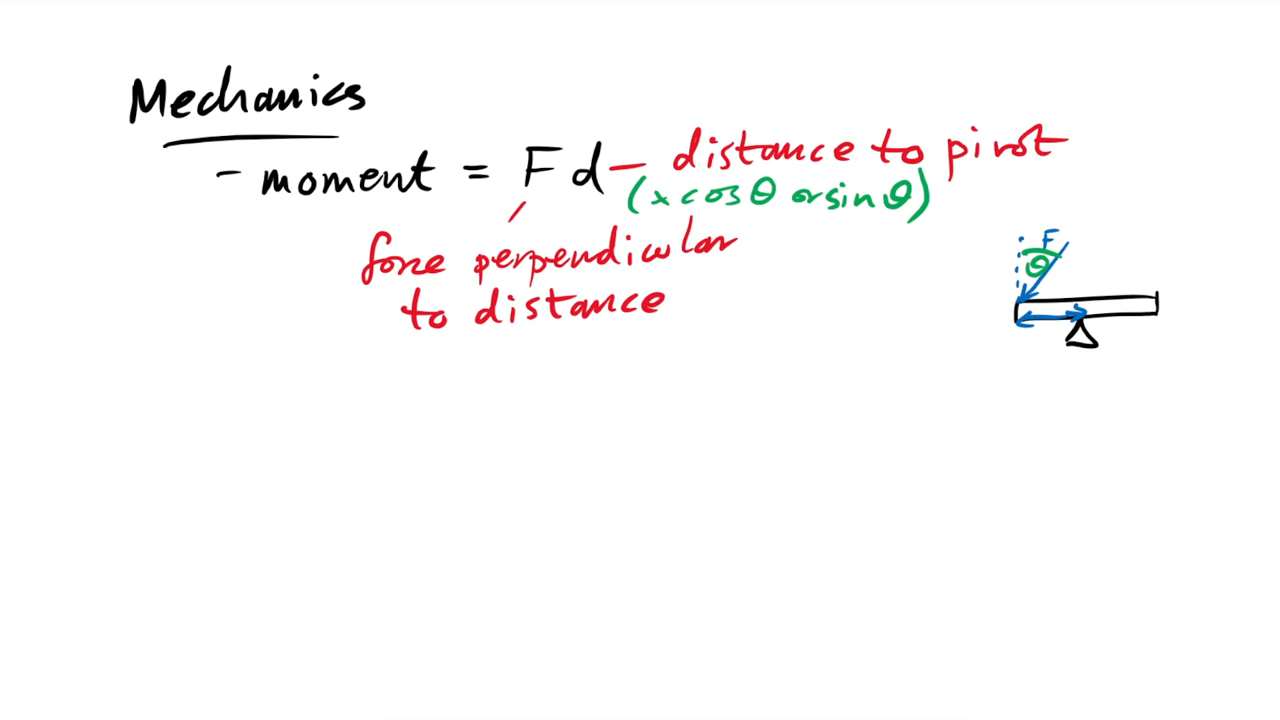 Mechanics
- moment = Fd - distance to pivot
(x cos θ or sin θ)
force perpendicular
to distance
F
θ